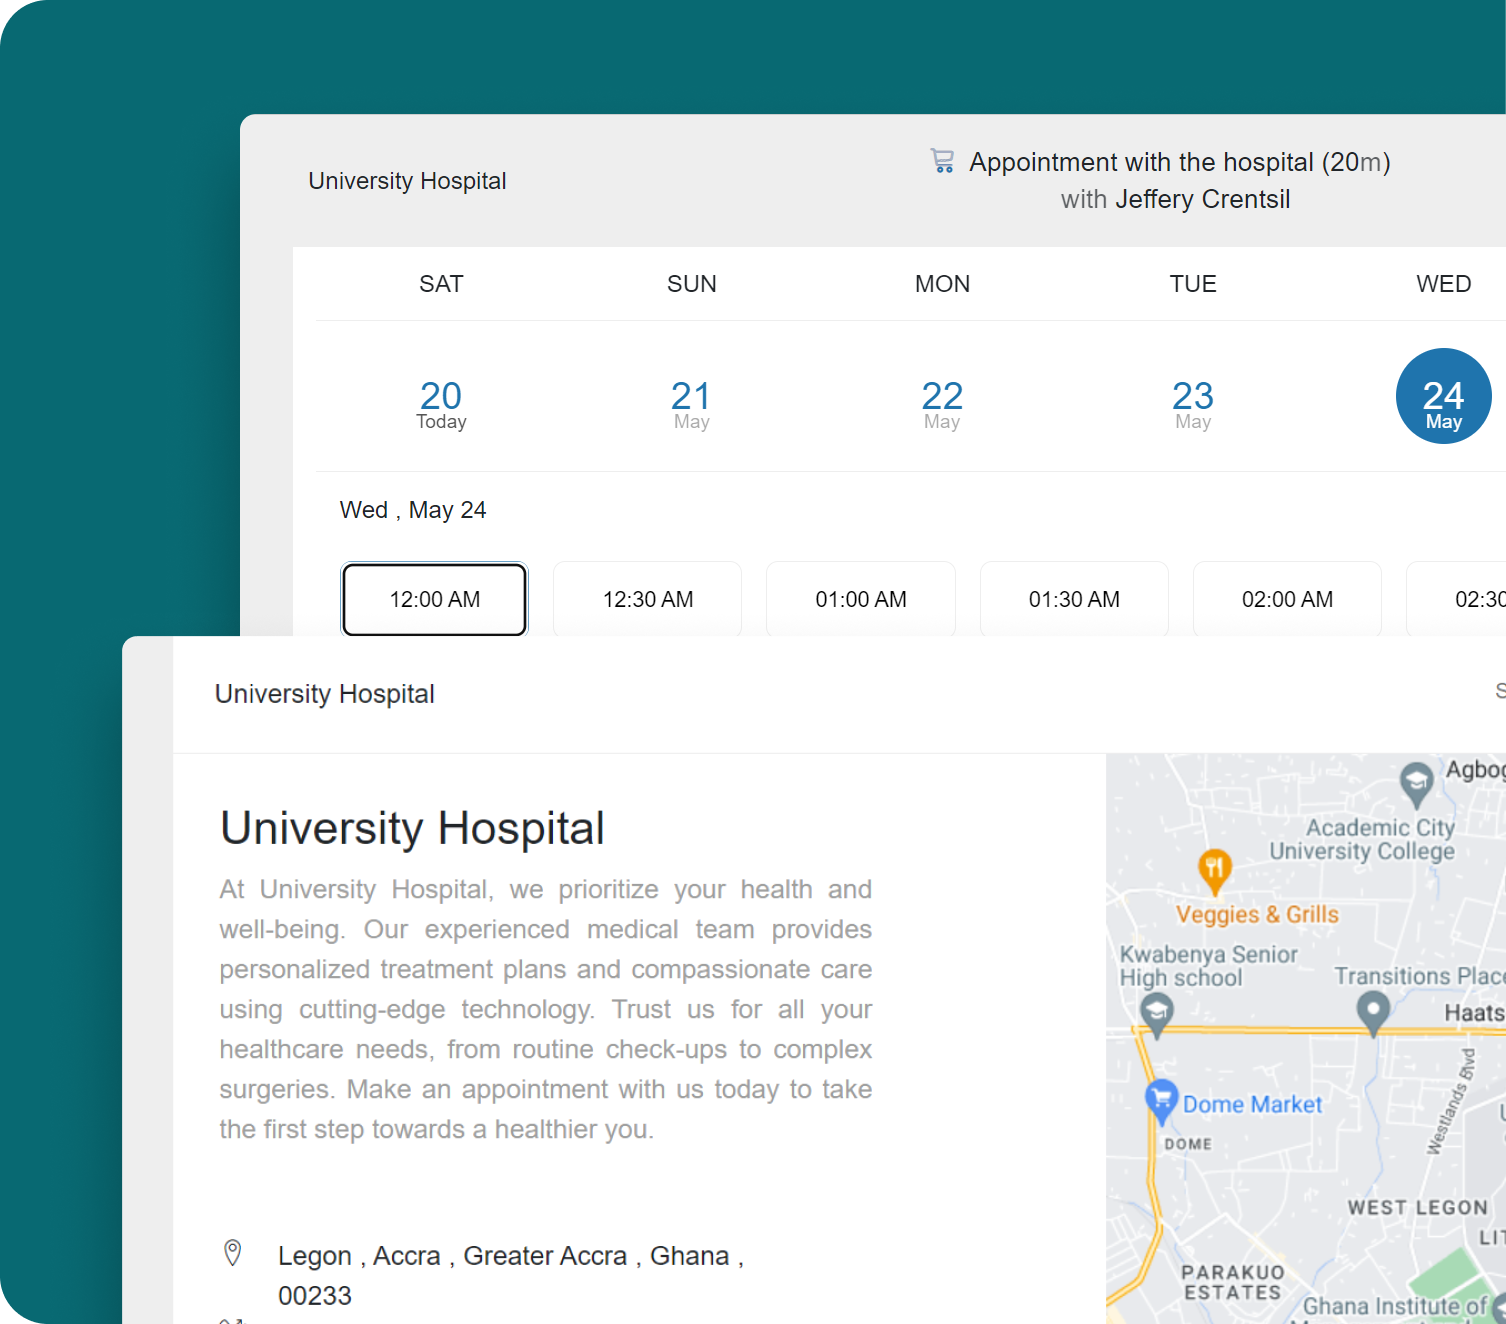 University Hospital
Appointment with the hospital (20m)
with Jeffery Crentsil
SAT SUN MON TUE WED
20 21 22 23 24
Today May May May May
Wed , May 24
12:00 AM 12:30 AM 01:00 AM 01:30 AM 02:00 AM 02:30
University Hospital
University Hospital
At University Hospital, we prioritize your health and
well-being. Our experienced medical team provides
personalized treatment plans and compassionate care
using cutting-edge technology. Trust us for all your
healthcare needs, from routine check-ups to complex
surgeries. Make an appointment with us today to take
the first step towards a healthier you.
Legon , Accra , Greater Accra , Ghana ,
00233
Agbog
Academic City
University College
Veggies & Grills
Kwabenya Senior
High school
Transitions Place
Haats
Westlands Blvd
Dome Market
DOME
WEST LEGON
LIT
PARAKUO
ESTATES
Ghana Institute of